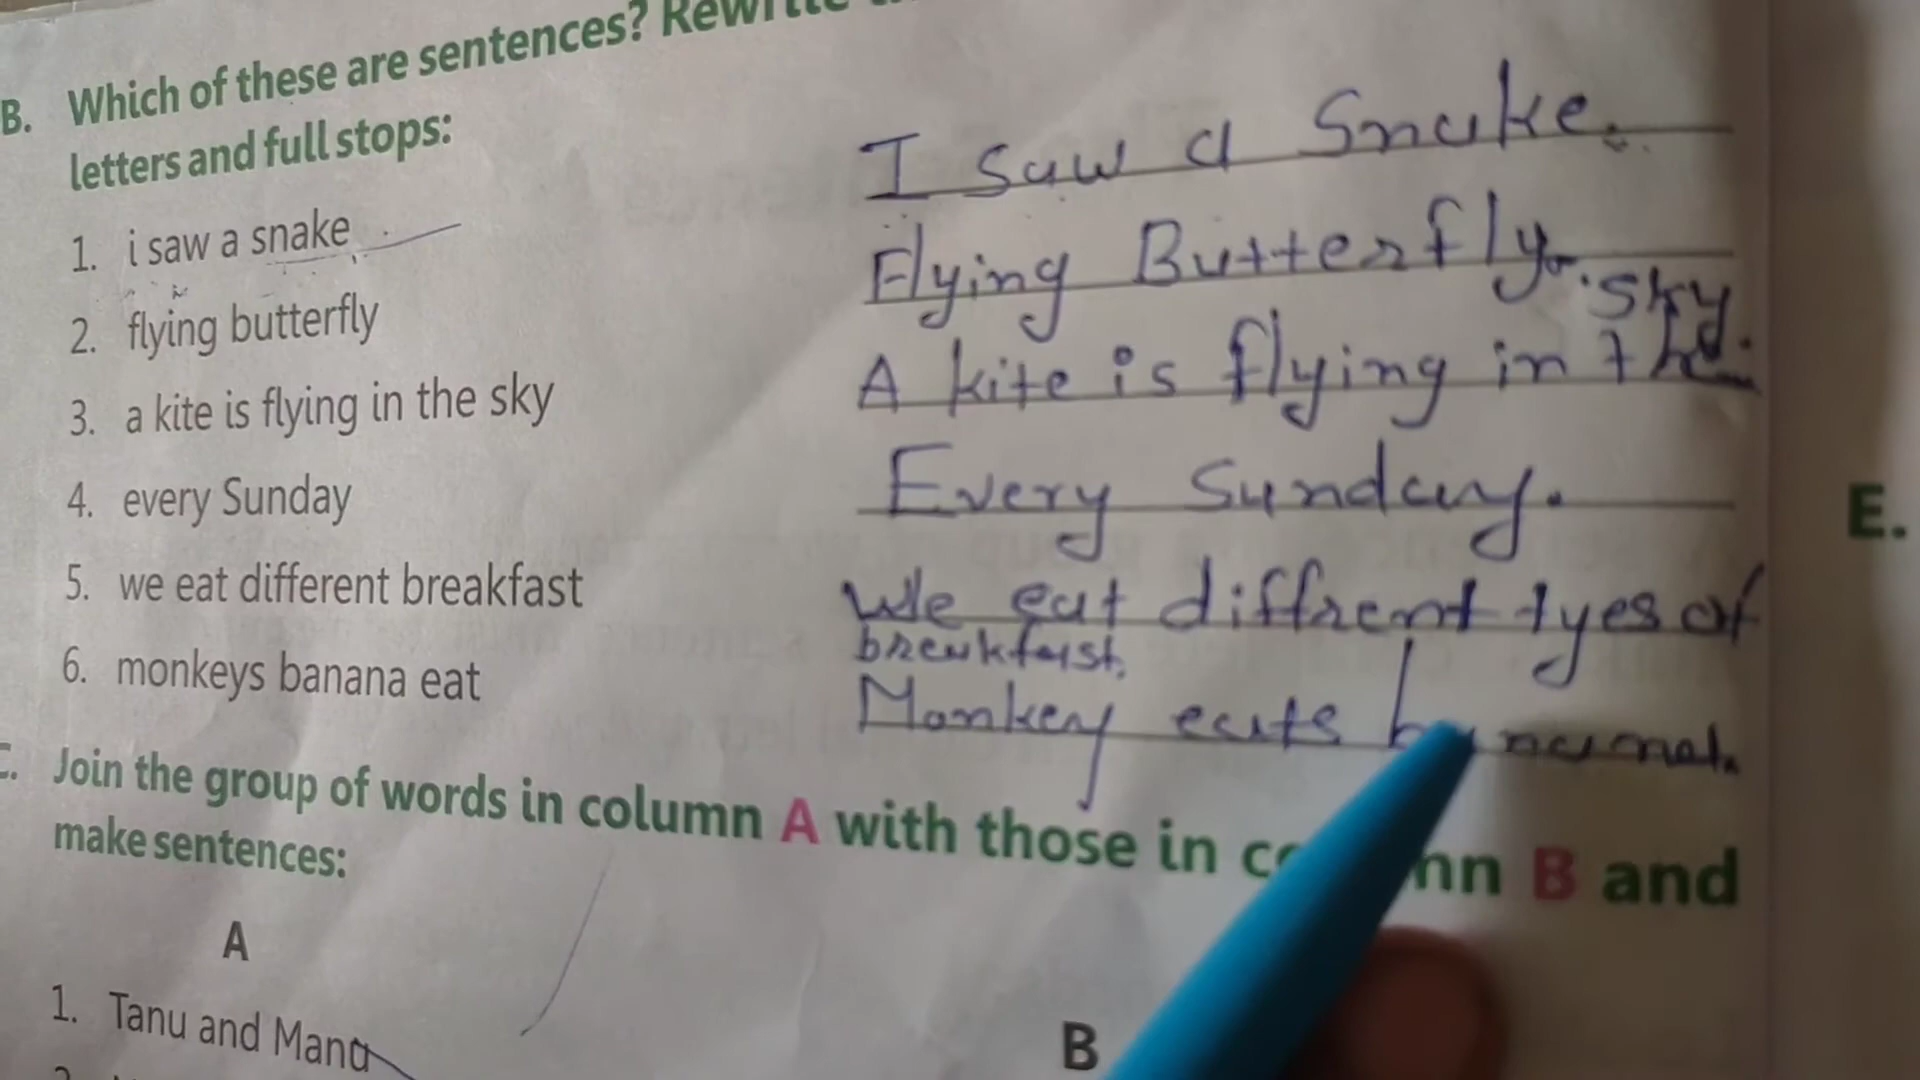 B. Which of these are sentences? Rewrite
letters and full stops:
1. i saw a snake
I saw a Snake.
2. flying butterfly
Flying Butterfly.
3. a kite is flying in the sky
A kite is flying in the sky.
4. every Sunday
Every Sunday.
5. we eat different breakfast
We eat diffrent tyes of
breakfast.
6. monkeys banana eat
Monkey eats
C. Join the group of words in column A with those in B and
make sentences:
A
B
1. Tanu and Manu
E.